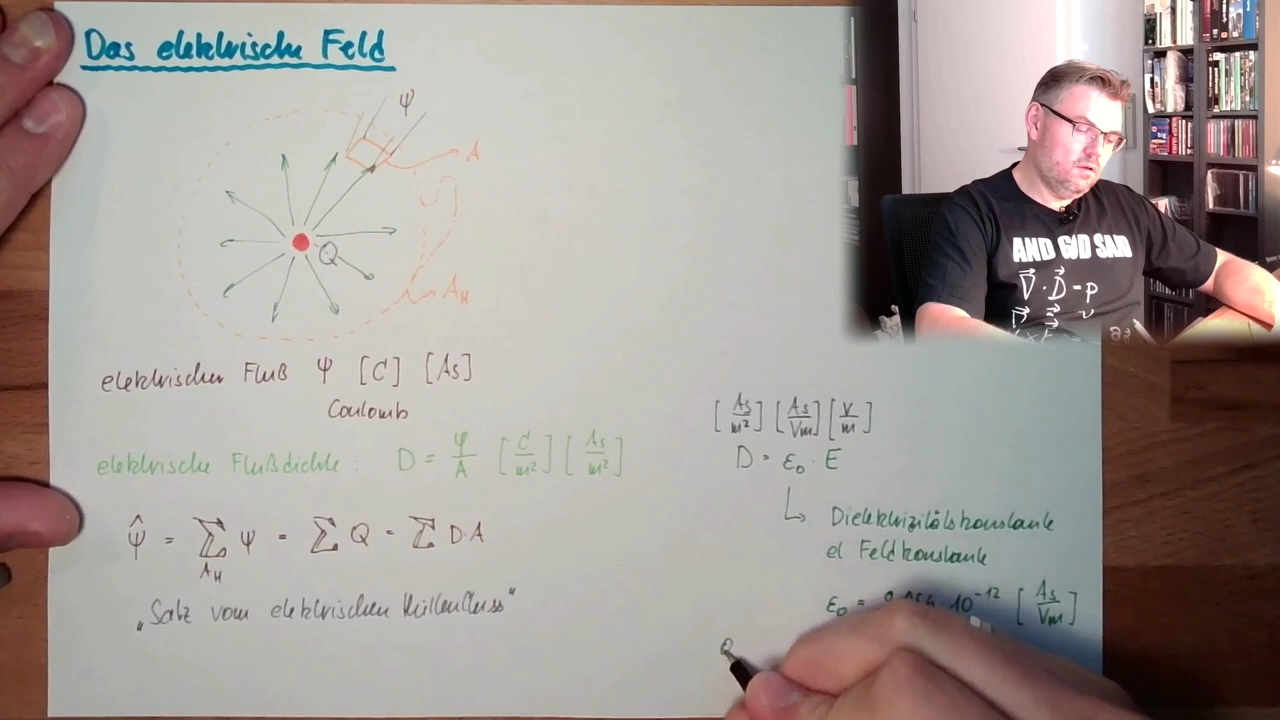 Das elektrische Feld
Ψ
A
Q
A_H
elektrischer Fluß Ψ [C] [As]
Coulomb
elektrische Flußdichte: D = Ψ/A [C/m²] [As/m²]
Ψ̂ = Σ_{A_H} Ψ = Σ Q = Σ D·A
"Satz vom elektrischen Hüllenfluss"
[As/m²] [As/Vm] [V/m]
D = ε₀ · E
Dielektrizitätskonstante
el Feldkonstante
ε₀ = 10⁻¹² [As/Vm]
AND GOD SAID
∇ · D = ρ